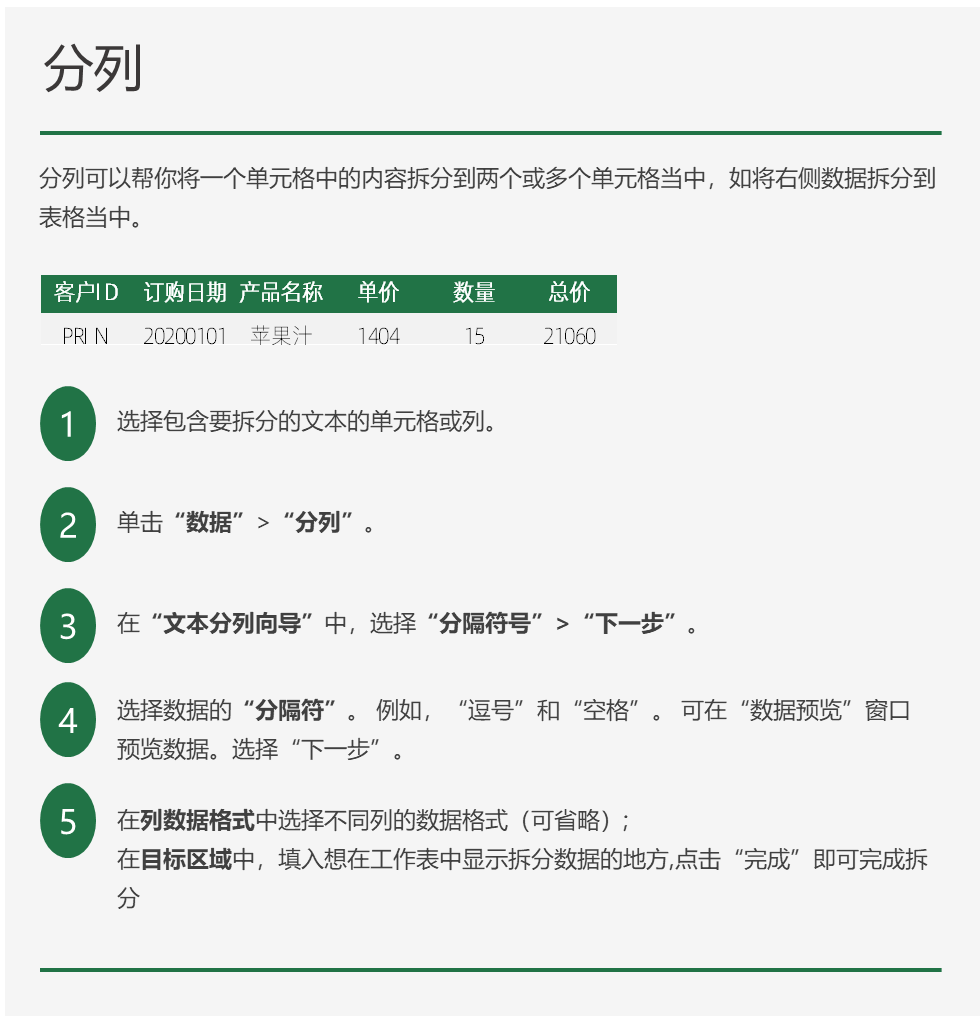 分列
分列可以帮你将一个单元格中的内容拆分到两个或多个单元格当中，如将右侧数据拆分到
表格当中。
客户ID 订购日期 产品名称 单价 数量 总价
PRIN 20200101 苹果汁 1404 15 21060
1 选择包含要拆分的文本的单元格或列。
2 单击“数据” > “分列” 。
3 在“文本分列向导” 中，选择“分隔符号” > “下一步” 。
4 选择数据的“分隔符” 。 例如， “逗号” 和“空格” 。 可在“数据预览” 窗口
预览数据。选择“下一步” 。
5 在列数据格式中选择不同列的数据格式（可省略）;
在目标区域中，填入想在工作表中显示拆分数据的地方,点击“完成” 即可完成拆
分